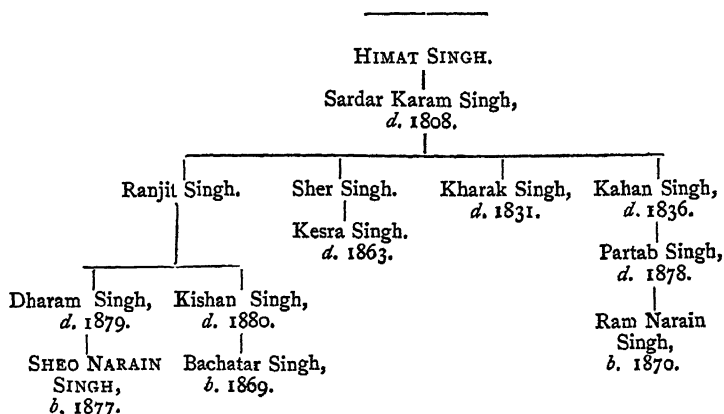 HIMAT SINGH.
Sardar Karam Singh,
d. 1808.
Ranjit Singh.
Sher Singh.
Kharak Singh,
d. 1831.
Kahan Singh,
d. 1836.
Kesra Singh.
d. 1863.
Partab Singh,
d. 1878.
Dharam Singh,
d. 1879.
Kishan Singh,
d. 1880.
Ram Narain
Singh,
b. 1870.
SHEO NARAIN
SINGH,
b. 1877.
Bachatar Singh,
b. 1869.